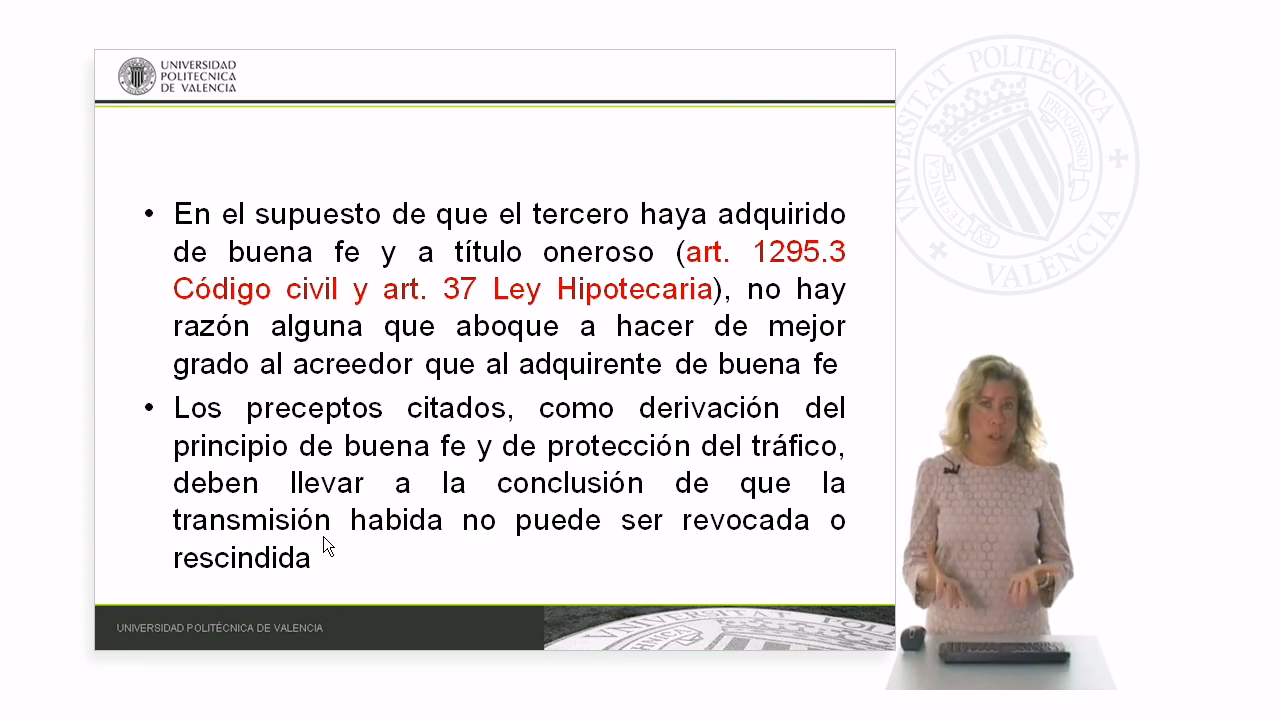 UNIVERSIDAD
POLITECNICA
DE VALENCIA
UNIVERSITAT POLITÈCNICA
VALÈNCIA
PROGRESSIO
• En el supuesto de que el tercero haya adquirido
de buena fe y a título oneroso (art. 1295.3
Código civil y art. 37 Ley Hipotecaria), no hay
razón alguna que aboque a hacer de mejor
grado al acreedor que al adquirente de buena fe
• Los preceptos citados, como derivación del
principio de buena fe y de protección del tráfico,
deben llevar a la conclusión de que la
transmisión habida no puede ser revocada o
rescindida
UNIVERSIDAD POLITÉCNICA DE VALENCIA